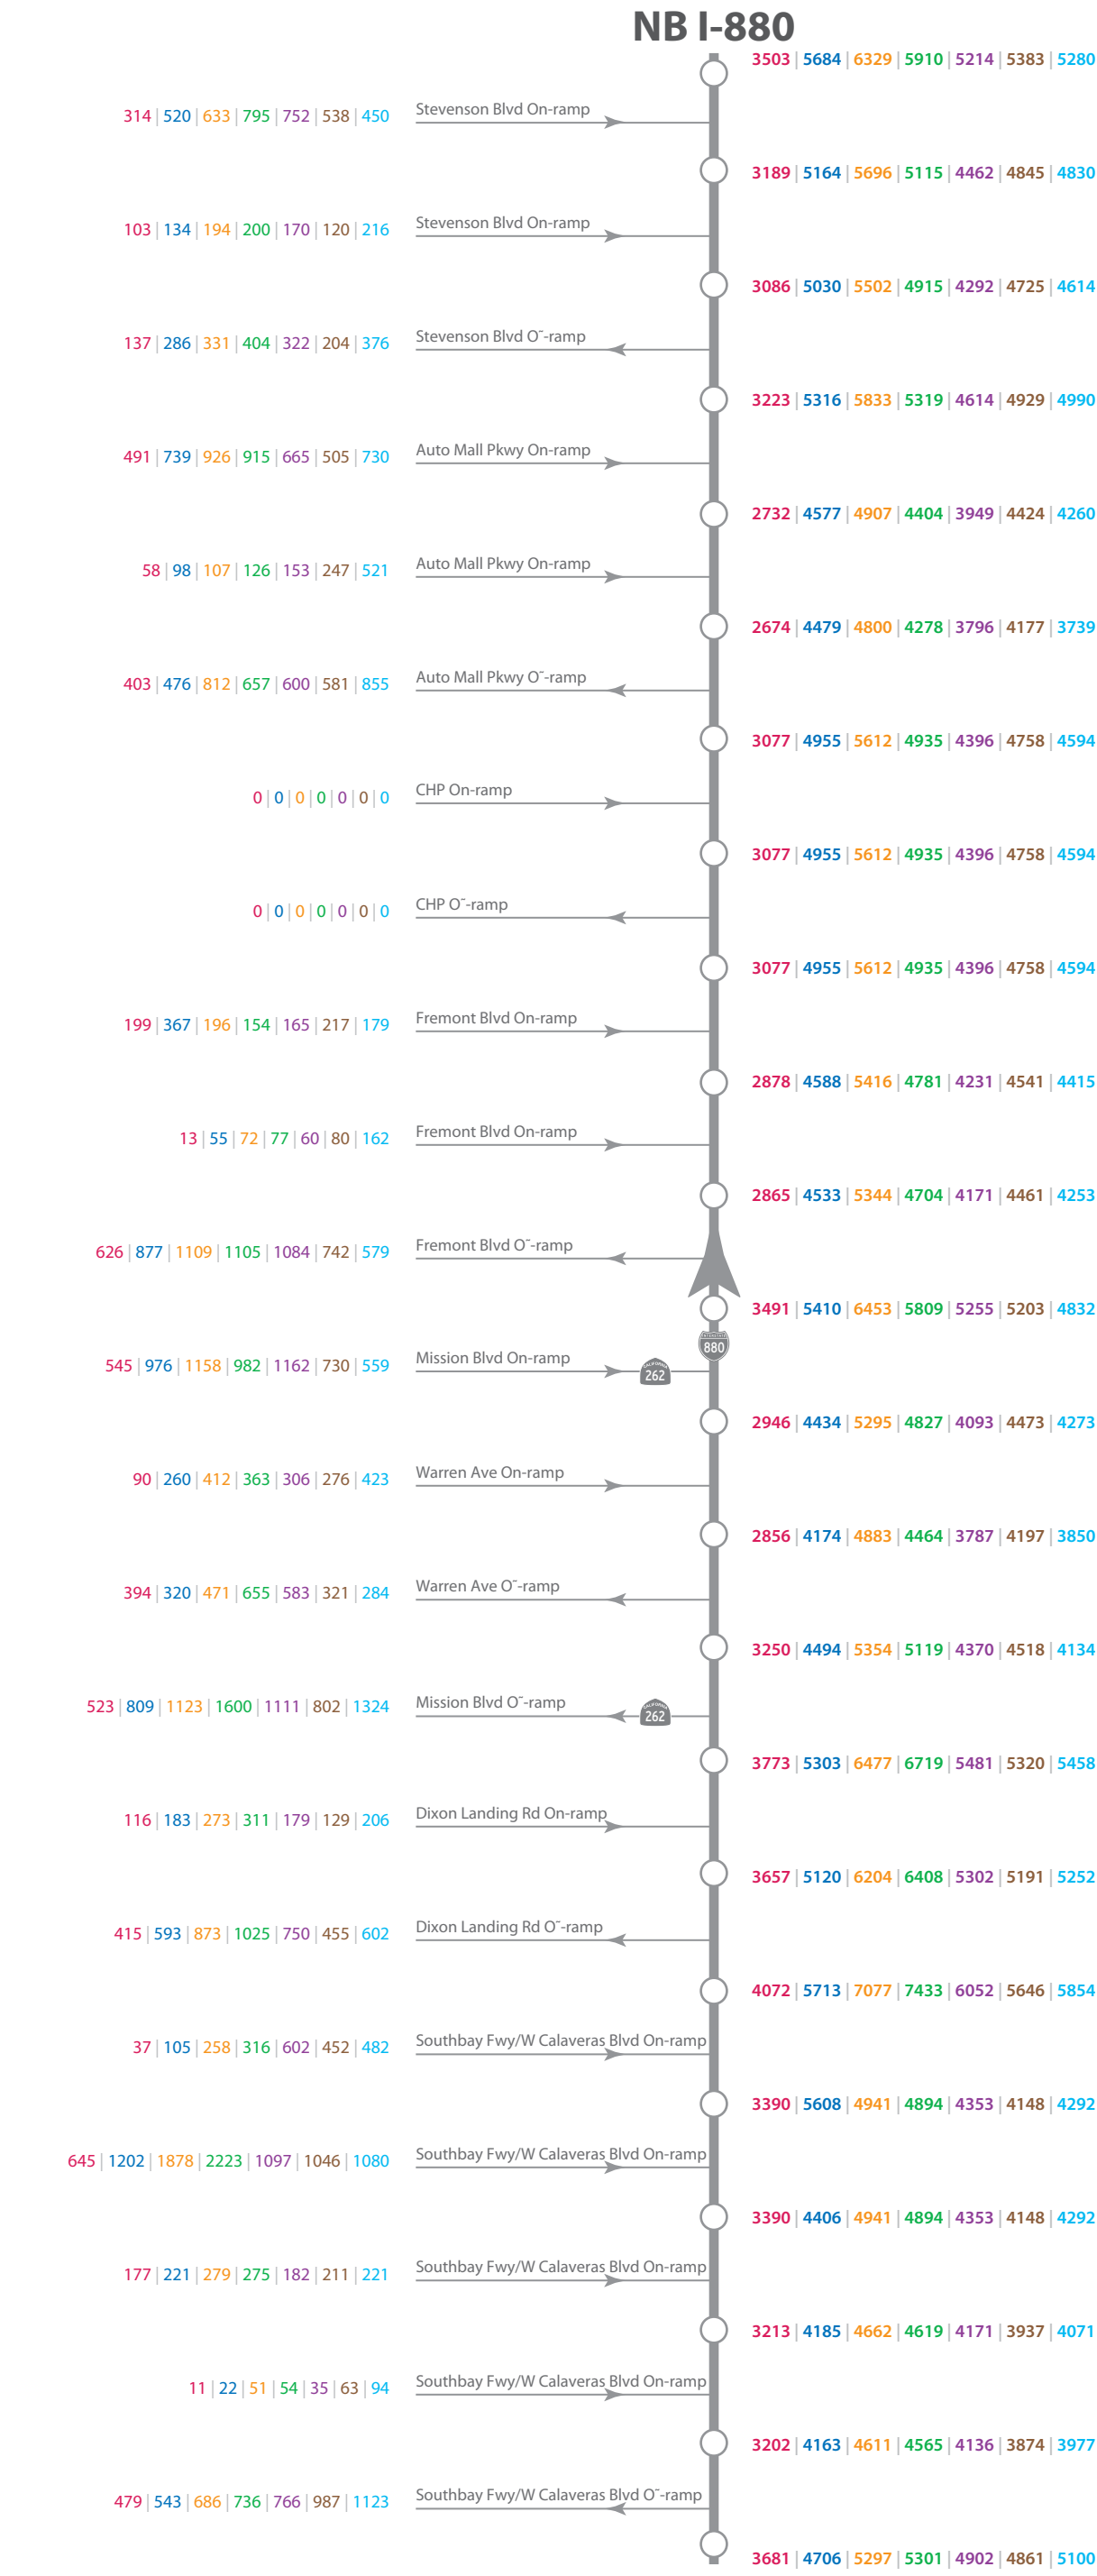 NB I-880
3503 | 5684 | 6329 | 5910 | 5214 | 5383 | 5280
314 | 520 | 633 | 795 | 752 | 538 | 450 Stevenson Blvd On-ramp
3189 | 5164 | 5696 | 5115 | 4462 | 4845 | 4830
103 | 134 | 194 | 200 | 170 | 120 | 216 Stevenson Blvd On-ramp
3086 | 5030 | 5502 | 4915 | 4292 | 4725 | 4614
137 | 286 | 331 | 404 | 322 | 204 | 376 Stevenson Blvd O˜-ramp
3223 | 5316 | 5833 | 5319 | 4614 | 4929 | 4990
491 | 739 | 926 | 915 | 665 | 505 | 730 Auto Mall Pkwy On-ramp
2732 | 4577 | 4907 | 4404 | 3949 | 4424 | 4260
58 | 98 | 107 | 126 | 153 | 247 | 521 Auto Mall Pkwy On-ramp
2674 | 4479 | 4800 | 4278 | 3796 | 4177 | 3739
403 | 476 | 812 | 657 | 600 | 581 | 855 Auto Mall Pkwy O˜-ramp
3077 | 4955 | 5612 | 4935 | 4396 | 4758 | 4594
0 | 0 | 0 | 0 | 0 | 0 | 0 CHP On-ramp
3077 | 4955 | 5612 | 4935 | 4396 | 4758 | 4594
0 | 0 | 0 | 0 | 0 | 0 | 0 CHP O˜-ramp
3077 | 4955 | 5612 | 4935 | 4396 | 4758 | 4594
199 | 367 | 196 | 154 | 165 | 217 | 179 Fremont Blvd On-ramp
2878 | 4588 | 5416 | 4781 | 4231 | 4541 | 4415
13 | 55 | 72 | 77 | 60 | 80 | 162 Fremont Blvd On-ramp
2865 | 4533 | 5344 | 4704 | 4171 | 4461 | 4253
626 | 877 | 1109 | 1105 | 1084 | 742 | 579 Fremont Blvd O˜-ramp
3491 | 5410 | 6453 | 5809 | 5255 | 5203 | 4832
880
545 | 976 | 1158 | 982 | 1162 | 730 | 559 Mission Blvd On-ramp
CALIFORNIA
262
2946 | 4434 | 5295 | 4827 | 4093 | 4473 | 4273
90 | 260 | 412 | 363 | 306 | 276 | 423 Warren Ave On-ramp
2856 | 4174 | 4883 | 4464 | 3787 | 4197 | 3850
394 | 320 | 471 | 655 | 583 | 321 | 284 Warren Ave O˜-ramp
3250 | 4494 | 5354 | 5119 | 4370 | 4518 | 4134
523 | 809 | 1123 | 1600 | 1111 | 802 | 1324 Mission Blvd O˜-ramp
CALIFORNIA
262
3773 | 5303 | 6477 | 6719 | 5481 | 5320 | 5458
116 | 183 | 273 | 311 | 179 | 129 | 206 Dixon Landing Rd On-ramp
3657 | 5120 | 6204 | 6408 | 5302 | 5191 | 5252
415 | 593 | 873 | 1025 | 750 | 455 | 602 Dixon Landing Rd O˜-ramp
4072 | 5713 | 7077 | 7433 | 6052 | 5646 | 5854
37 | 105 | 258 | 316 | 602 | 452 | 482 Southbay Fwy/W Calaveras Blvd On-ramp
3390 | 5608 | 4941 | 4894 | 4353 | 4148 | 4292
645 | 1202 | 1878 | 2223 | 1097 | 1046 | 1080 Southbay Fwy/W Calaveras Blvd On-ramp
3390 | 4406 | 4941 | 4894 | 4353 | 4148 | 4292
177 | 221 | 279 | 275 | 182 | 211 | 221 Southbay Fwy/W Calaveras Blvd On-ramp
3213 | 4185 | 4662 | 4619 | 4171 | 3937 | 4071
11 | 22 | 51 | 54 | 35 | 63 | 94 Southbay Fwy/W Calaveras Blvd On-ramp
3202 | 4163 | 4611 | 4565 | 4136 | 3874 | 3977
479 | 543 | 686 | 736 | 766 | 987 | 1123 Southbay Fwy/W Calaveras Blvd O˜-ramp
3681 | 4706 | 5297 | 5301 | 4902 | 4861 | 5100